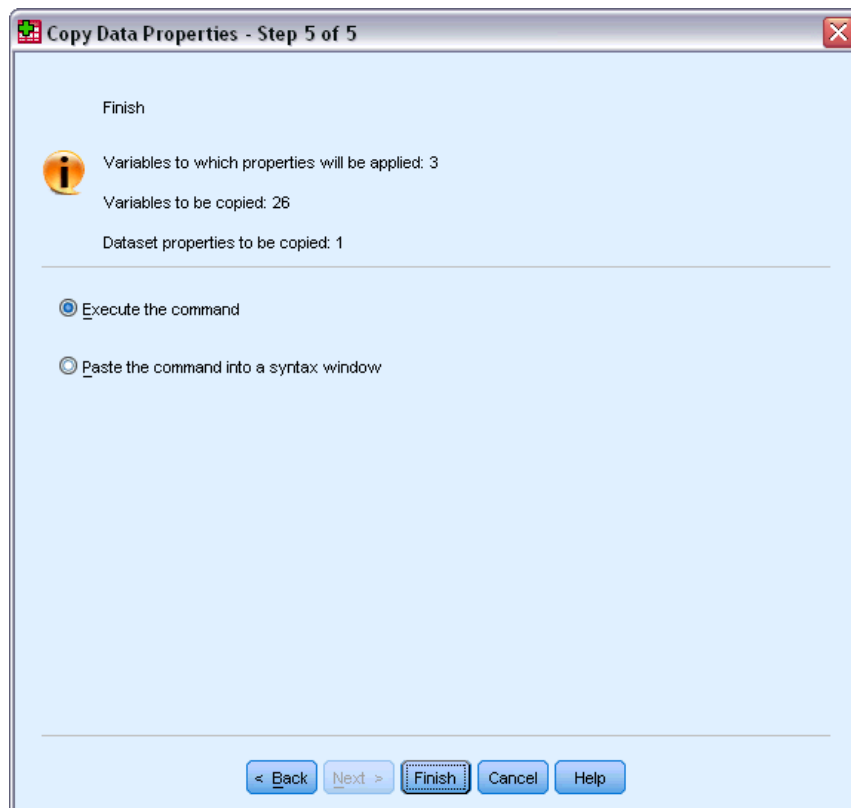 Copy Data Properties - Step 5 of 5
Finish
Variables to which properties will be applied: 3
Variables to be copied: 26
Dataset properties to be copied: 1
Execute the command
Paste the command into a syntax window
< Back Next > Finish Cancel Help